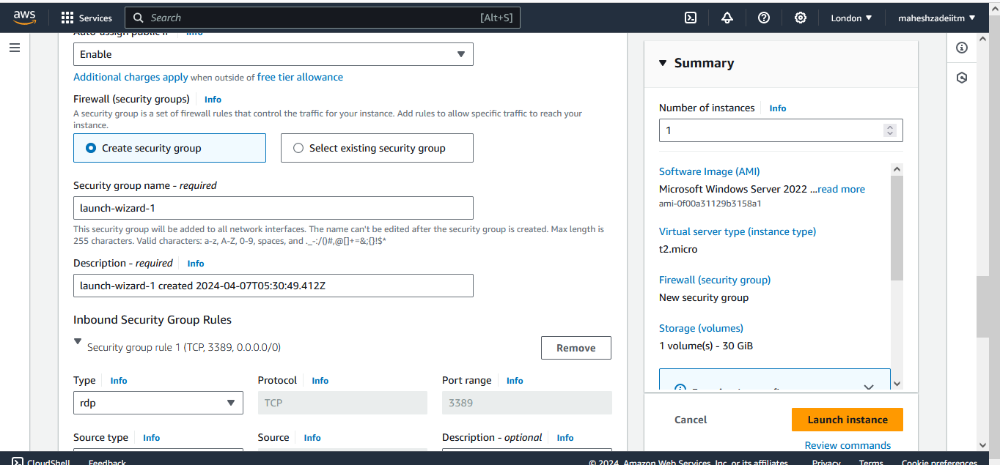 aws
Services
Search
[Alt+S]
London
maheshzadeiitm
Auto-assign public IP
Info
Enable
Additional charges apply when outside of free tier allowance
Firewall (security groups)
Info
A security group is a set of firewall rules that control the traffic for your instance. Add rules to allow specific traffic to reach your
instance.
Create security group
Select existing security group
Security group name - required
launch-wizard-1
This security group will be added to all network interfaces. The name can't be edited after the security group is created. Max length is
255 characters. Valid characters: a-z, A-Z, 0-9, spaces, and ._-:/()#,@[]+=&;{}!$*
Description - required
Info
launch-wizard-1 created 2024-04-07T05:30:49.412Z
Inbound Security Group Rules
Security group rule 1 (TCP, 3389, 0.0.0.0/0)
Remove
Type
Info
Protocol
Info
Port range
Info
rdp
TCP
3389
Source type
Info
Source
Info
Description - optional
Info
Summary
Number of instances
Info
1
Software Image (AMI)
Microsoft Windows Server 2022 ...read more
ami-0f00a31129b3158a1
Virtual server type (instance type)
t2.micro
Firewall (security group)
New security group
Storage (volumes)
1 volume(s) - 30 GiB
Cancel
Launch instance
Review commands
CloudShell
Feedback
© 2024, Amazon Web Services, Inc. or its affiliates.
Privacy
Terms
Cookie preferences